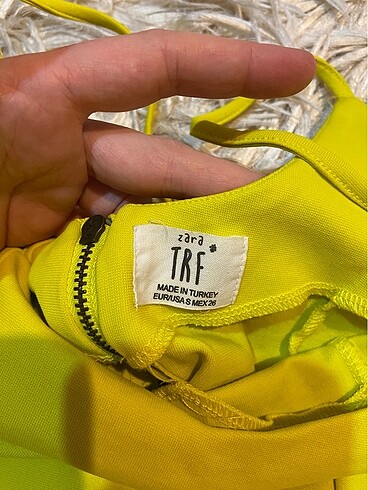 zara
TRF
MADE IN TURKEY
EUR/USA S MEX 26